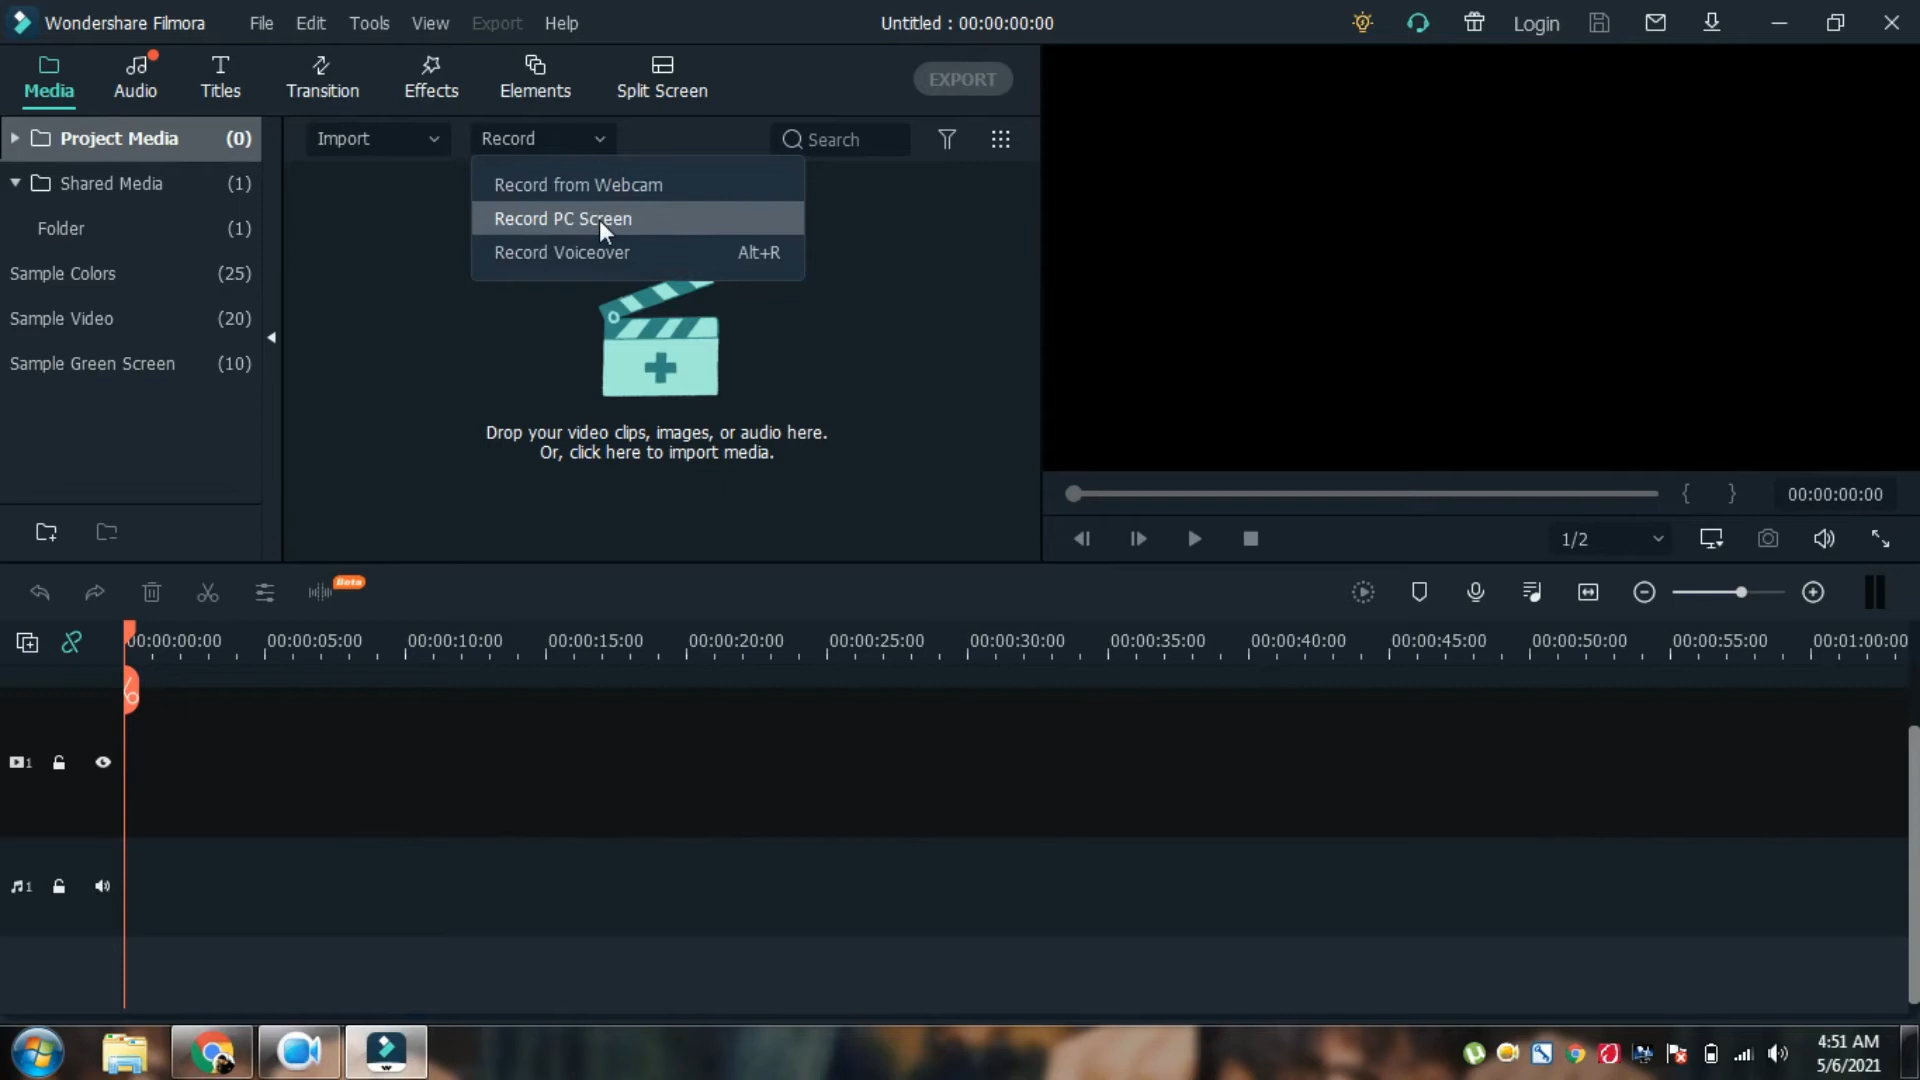 Wondershare Filmora File Edit Tools View Export Help Untitled : 00:00:00:00 Login
Media Audio Titles Transition Effects Elements Split Screen EXPORT
Project Media (0)
Shared Media (1)
Folder (1)
Sample Colors (25)
Sample Video (20)
Sample Green Screen (10)
Import Record Search
Record from Webcam
Record PC Screen
Record Voiceover Alt+R
Drop your video clips, images, or audio here.
Or, click here to import media.
{ } 00:00:00:00
1/2
Beta
00:00:00:00 00:00:05:00 00:00:10:00 00:00:15:00 00:00:20:00 00:00:25:00 00:00:30:00 00:00:35:00 00:00:40:00 00:00:45:00 00:00:50:00 00:00:55:00 00:01:00:00
1
1
4:51 AM
5/6/2021